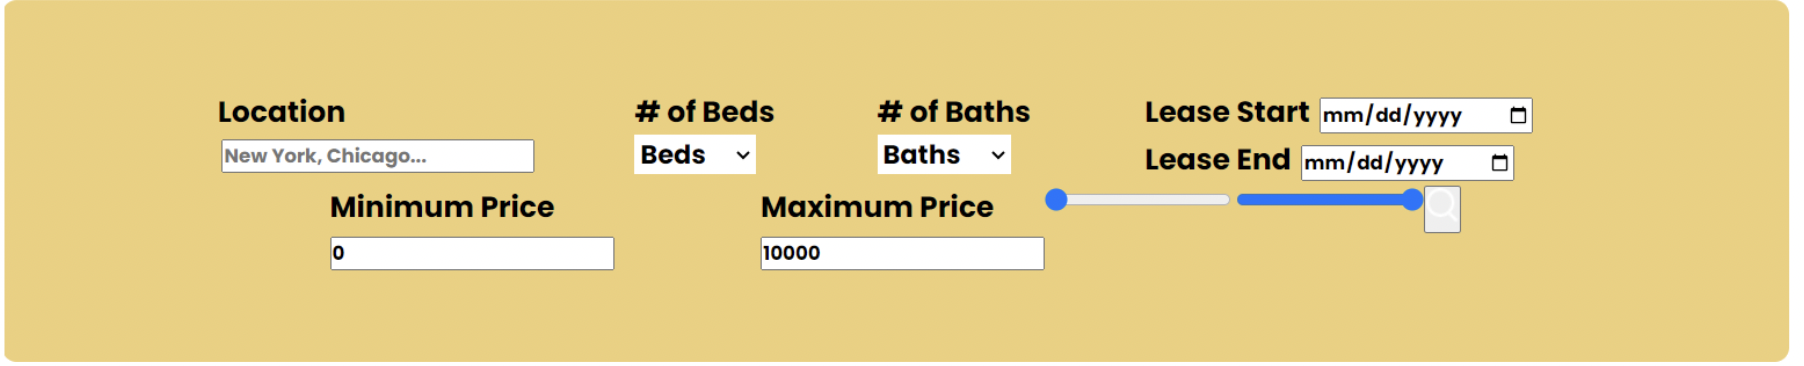 Location
# of Beds
# of Baths
Lease Start mm/dd/yyyy
New York, Chicago...
Beds
Baths
Lease End mm/dd/yyyy
Minimum Price
Maximum Price
0
10000